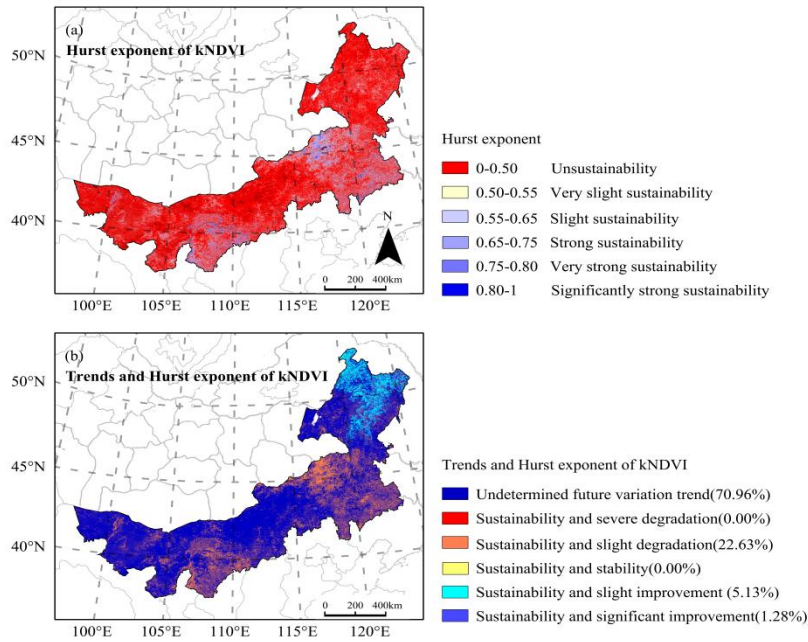 (a)
Hurst exponent of kNDVI
50°N
45°N
40°N
N
0 200 400km
100°E 105°E 110°E 115°E 120°E
Hurst exponent
0-0.50 Unsustainability
0.50-0.55 Very slight sustainability
0.55-0.65 Slight sustainability
0.65-0.75 Strong sustainability
0.75-0.80 Very strong sustainability
0.80-1 Significantly strong sustainability
(b)
Trends and Hurst exponent of kNDVI
50°N
45°N
40°N
0 200 400km
100°E 105°E 110°E 115°E 120°E
Trends and Hurst exponent of kNDVI
Undetermined future variation trend(70.96%)
Sustainability and severe degradation(0.00%)
Sustainability and slight degradation(22.63%)
Sustainability and stability(0.00%)
Sustainability and slight improvement (5.13%)
Sustainability and significant improvement(1.28%)